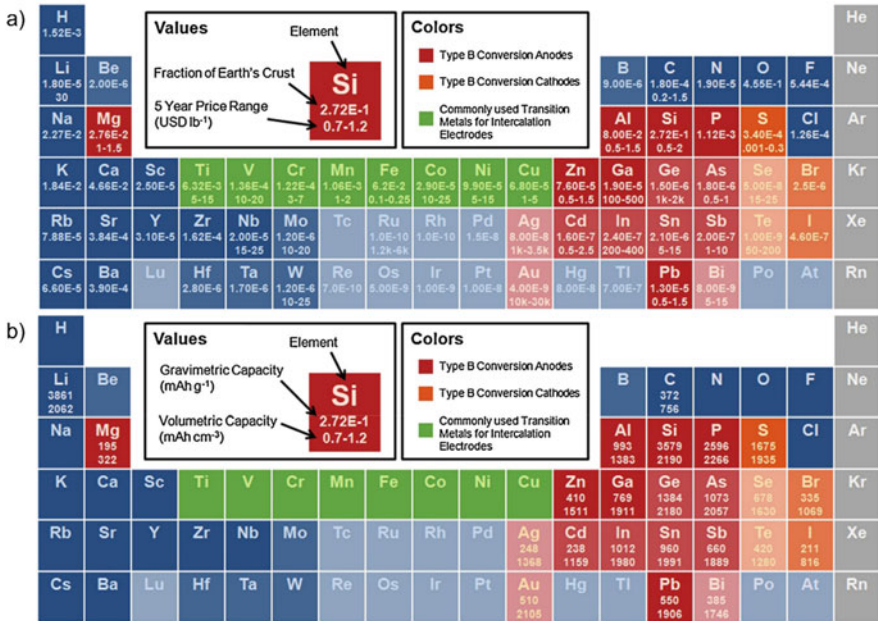 a)
H
1.52E-3
He
Values
Element
Fraction of Earth's Crust
5 Year Price Range
(USD lb-1)
Si
2.72E-1
0.7-1.2
Colors
Type B Conversion Anodes
Type B Conversion Cathodes
Commonly used Transition
Metals for Intercalation
Electrodes
Li Be B C N O F Ne
1.80E-5 2.00E-6 9.00E-6 1.80E-4 1.90E-5 4.55E-1 5.44E-4
30 0.2-1.5
Na Mg Al Si P S Cl Ar
2.27E-2 2.76E-2 8.00E-2 2.72E-1 1.12E-3 3.40E-4 1.26E-4
1-1.5 0.5-1.5 0.5-2 .001-0.3
K Ca Sc Ti V Cr Mn Fe Co Ni Cu Zn Ga Ge As Se Br Kr
1.84E-2 4.66E-2 2.50E-5 6.32E-3 1.36E-4 1.22E-4 1.06E-3 6.2E-2 2.90E-5 9.90E-5 6.80E-5 7.60E-5 1.90E-5 1.50E-6 1.80E-6 5.00E-8 2.5E-6
5-15 10-20 3-7 1-2 0.1-0.25 10-25 5-15 1-5 0.5-1.5 100-500 1k-2k 0.5-1 15-25
Rb Sr Y Zr Nb Mo Tc Ru Rh Pd Ag Cd In Sn Sb Te I Xe
7.88E-5 3.84E-4 3.10E-5 1.62E-4 2.00E-5 1.20E-6 1.0E-10 1.0E-10 1.5E-8 8.00E-8 1.60E-7 2.40E-7 2.10E-6 2.00E-7 1.00E-9 4.60E-7
15-25 10-20 1.2k-6k 1k-3.5k 0.5-2.5 200-400 5-15 1-10 50-200
Cs Ba Lu Hf Ta W Re Os Ir Pt Au Hg Tl Pb Bi Po At Rn
6.60E-5 3.90E-4 2.80E-6 1.70E-6 1.20E-6 7.0E-10 5.00E-9 1.00E-9 1.00E-8 4.00E-9 8.00E-8 7.00E-7 1.30E-5 8.00E-9
10-25 10k-30k 0.5-1.5 5-15
b)
H
He
Values
Element
Gravimetric Capacity
(mAh g-1)
Volumetric Capacity
(mAh cm-3)
Si
2.72E-1
0.7-1.2
Colors
Type B Conversion Anodes
Type B Conversion Cathodes
Commonly used Transition
Metals for Intercalation
Electrodes
Li Be B C N O F Ne
3861 372
2062 756
Na Mg Al Si P S Cl Ar
195 993 3579 2596 1675
322 1383 2190 2266 1935
K Ca Sc Ti V Cr Mn Fe Co Ni Cu Zn Ga Ge As Se Br Kr
410 769 1384 1073 678 335
1511 1911 2180 2057 1630 1069
Rb Sr Y Zr Nb Mo Tc Ru Rh Pd Ag Cd In Sn Sb Te I Xe
248 238 1012 960 660 420 211
1368 1159 1980 1991 1889 1280 816
Cs Ba Lu Hf Ta W Re Os Ir Pt Au Hg Tl Pb Bi Po At Rn
510 550 385
2105 1906 1746